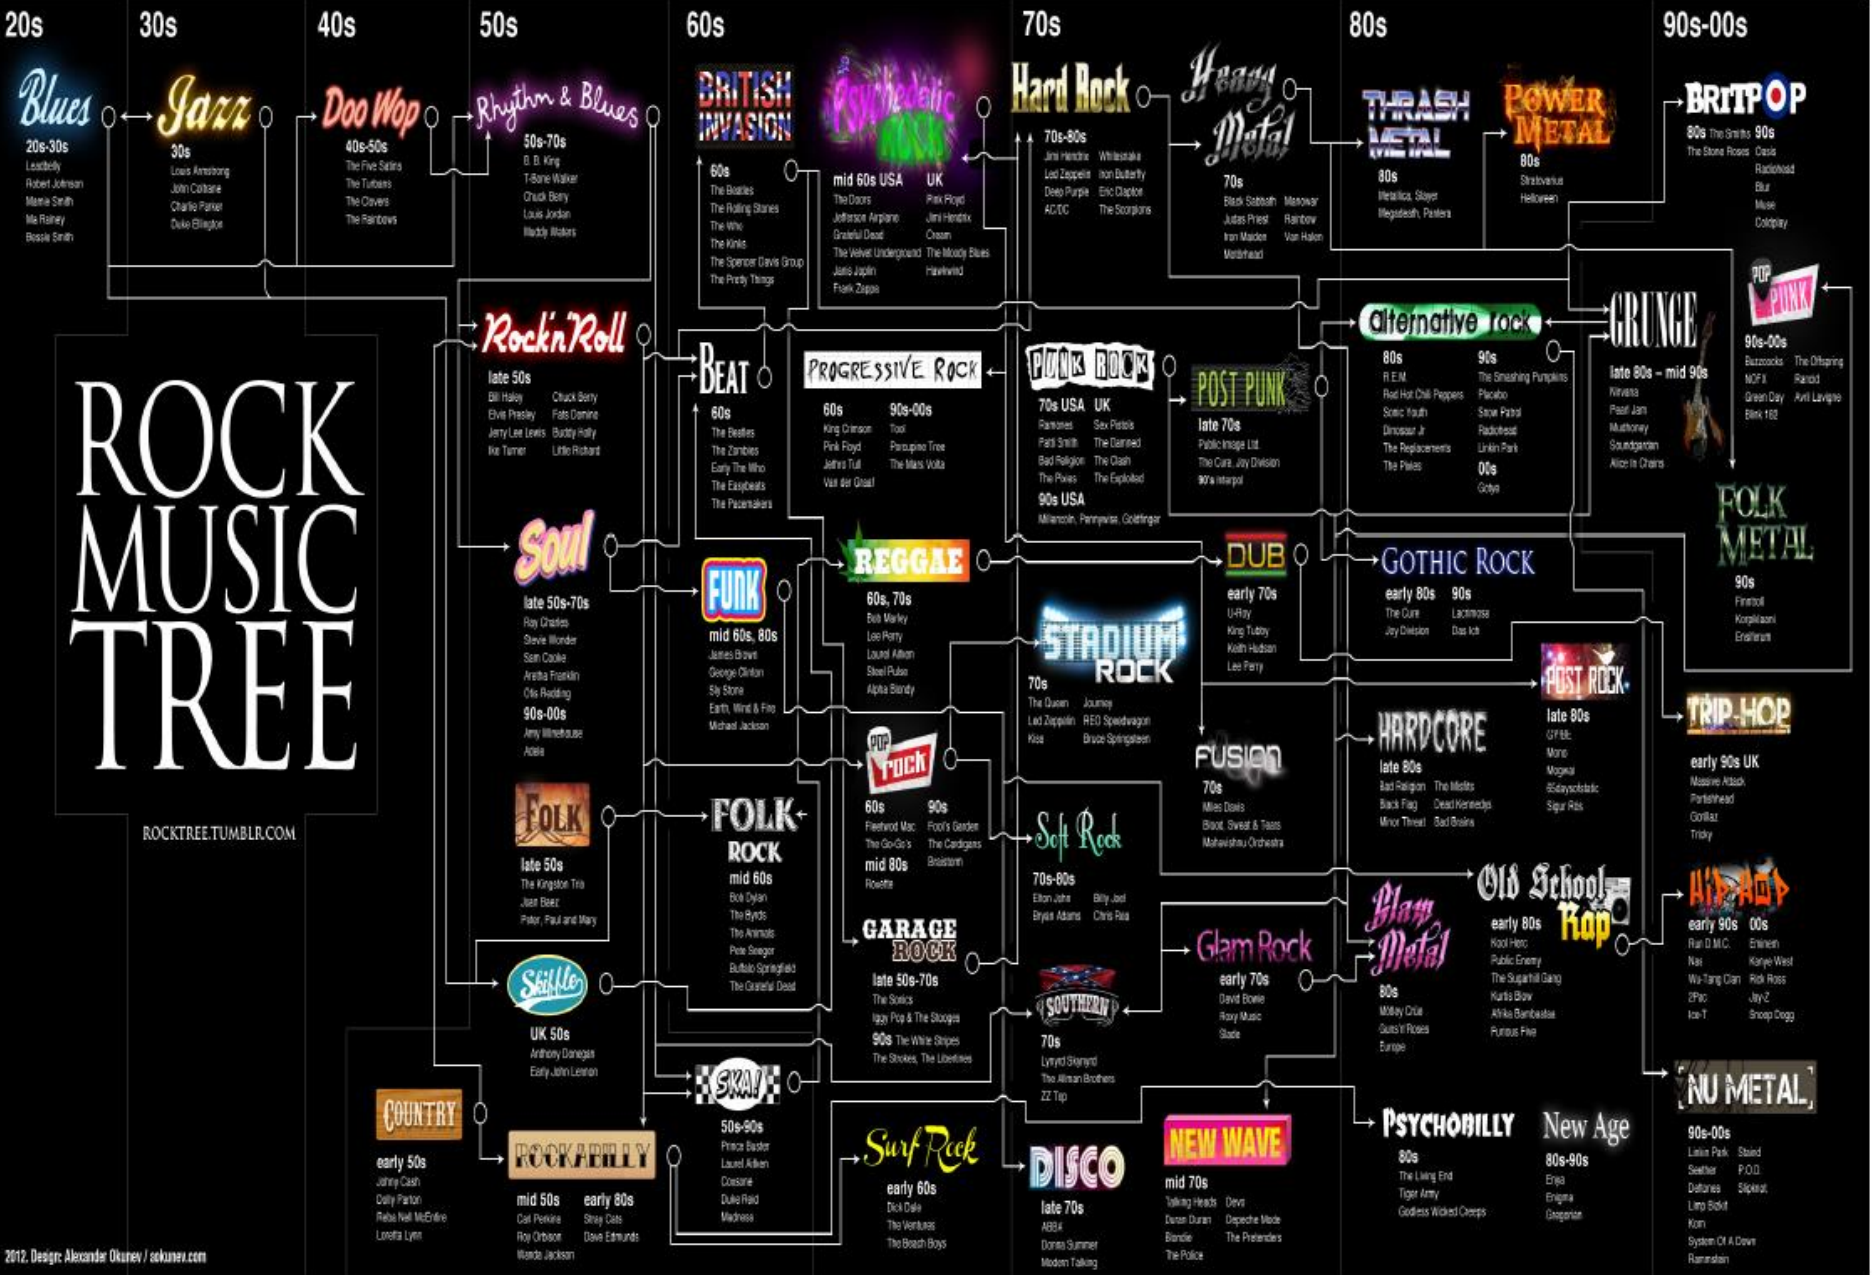 20s
30s
40s
50s
60s
70s
80s
90s-00s
Blues
20s-30s
Leadbelly
Robert Johnson
Mamie Smith
Ma Rainey
Bessie Smith
Jazz
30s
Louis Armstrong
John Coltrane
Charlie Parker
Duke Ellington
Doo Wop
40s-50s
The Five Satins
The Turbans
The Clovers
The Rainbows
Rhythm & Blues
50s-70s
B. B. King
T-Bone Walker
Chuck Berry
Louis Jordan
Muddy Waters
BRITISH
INVASION
60s
The Beatles
The Rolling Stones
The Who
The Kinks
The Spencer Davis Group
The Pretty Things
Psychedelic
ROCK
mid 60s USA
The Doors
Jefferson Airplane
Grateful Dead
The Velvet Underground
Janis Joplin
Frank Zappa
UK
Pink Floyd
Jimi Hendrix
Cream
The Moody Blues
Hawkwind
Hard Rock
70s-80s
Jimi Hendrix Whitesnake
Led Zeppelin Iron Butterfly
Deep Purple Eric Clapton
AC/DC The Scorpions
Heavy
Metal
70s
Black Sabbath Manowar
Judas Priest Rainbow
Iron Maiden Van Halen
Motörhead
THRASH
METAL
80s
Metallica, Slayer
Megadeath, Pantera
POWER
METAL
80s
Stratovarius
Helloween
BRITPOP
80s The Smiths 90s
The Stone Roses Oasis
Radiohead
Blur
Muse
Coldplay
Rock'n'Roll
late 50s
Bill Haley Chuck Berry
Elvis Presley Fats Domino
Jerry Lee Lewis Buddy Holly
Ike Turner Little Richard
BEAT
60s
The Beatles
The Zombies
Early The Who
The Easybeats
The Pacemakers
PROGRESSIVE ROCK
60s
King Crimson
Pink Floyd
Jethro Tull
Van der Graaf
90s-00s
Tool
Porcupine Tree
The Mars Volta
PUNK ROCK
70s USA UK
Ramones Sex Pistols
Patti Smith The Damned
Bad Religion The Clash
The Pixies The Exploited
90s USA
Millencolin, Pennywise, Goldfinger
POST PUNK
late 70s
Public Image Ltd.
The Cure, Joy Division
90's Interpol
alternative rock
80s
R.E.M.
Red Hot Chili Peppers
Sonic Youth
Dinosaur Jr
The Replacements
The Pixies
90s
The Smashing Pumpkins
Placebo
Snow Patrol
Radiohead
Linkin Park
00s
Gotye
GRUNGE
late 80s – mid 90s
Nirvana
Pearl Jam
Mudhoney
Soundgarden
Alice In Chains
POP
PUNK
90s-00s
Buzzcocks The Offspring
NOFX Rancid
Green Day Avril Lavigne
Blink 182
ROCK
MUSIC
TREE
ROCKTREE.TUMBLR.COM
Soul
late 50s-70s
Ray Charles
Stevie Wonder
Sam Cooke
Aretha Franklin
Otis Redding
90s-00s
Amy Winehouse
Adele
FUNK
mid 60s, 80s
James Brown
George Clinton
Sly Stone
Earth, Wind & Fire
Michael Jackson
REGGAE
60s, 70s
Bob Marley
Lee Perry
Laurel Aitken
Steel Pulse
Alpha Blondy
STADIUM
ROCK
70s
The Queen Journey
Led Zeppelin REO Speedwagon
Kiss Bruce Springsteen
DUB
early 70s
U-Roy
King Tubby
Keith Hudson
Lee Perry
GOTHIC ROCK
early 80s 90s
The Cure Lacrimosa
Joy Division Das Ich
FOLK
METAL
90s
Finntroll
Korpiklaani
Ensiferum
POP
rock
60s
Fleetwod Mac
The Go-Go's
mid 80s
Roxette
90s
Fool's Garden
The Cardigans
Brainstorm
FUSION
70s
Miles Davis
Blood, Sweat & Tears
Mahavishnu Orchestra
HARDCORE
late 80s
Bad Religion The Misfits
Black Flag Dead Kennedys
Minor Threat Bad Brains
POST ROCK
late 80s
GYBE
Mono
Mogwai
65daysofstatic
Sigur Rós
TRIP-HOP
early 90s UK
Massive Attack
Portishead
Gorillaz
Tricky
FOLK
late 50s
The Kingston Trio
Joan Baez
Peter, Paul and Mary
FOLK
ROCK
mid 60s
Bob Dylan
The Byrds
The Animals
Pete Seeger
Buffalo Springfield
The Grateful Dead
Soft Rock
70s-80s
Elton John Billy Joel
Bryan Adams Chris Rea
GARAGE
ROCK
late 50s-70s
The Sonics
Iggy Pop & The Stooges
90s The White Stripes
The Strokes, The Libertines
SOUTHERN
70s
Lynyrd Skynyrd
The Allman Brothers
ZZ Top
Glam Rock
early 70s
David Bowie
Roxy Music
Slade
Glam
Metal
80s
Mötley Crüe
Guns'n'Roses
Europe
Old School
Rap
early 80s
Kool Herc
Public Enemy
The Sugarhill Gang
Kurtis Blow
Afrika Bambaataa
Furious Five
HIP-HOP
early 90s 00s
Run D.M.C. Eminem
Nas Kanye West
Wu-Tang Clan Rick Ross
2Pac Jay-Z
Ice-T Snoop Dogg
Skiffle
UK 50s
Anthony Donegan
Early John Lennon
SKA!
50s-90s
Prince Buster
Laurel Aitken
Coxsone
Duke Reid
Madness
COUNTRY
early 50s
Johny Cash
Dolly Parton
Reba Nell McEntire
Loretta Lynn
ROCKABILLY
mid 50s early 80s
Carl Perkins Stray Cats
Roy Orbison Dave Edmunds
Wanda Jackson
Surf Rock
early 60s
Dick Dale
The Ventures
The Beach Boys
DISCO
late 70s
ABBA
Donna Summer
Modern Talking
NEW WAVE
mid 70s
Talking Heads Devo
Duran Duran Depeche Mode
Blondie The Pretenders
The Police
PSYCHOBILLY
80s
The Living End
Tiger Army
Godless Wicked Creeps
New Age
80s-90s
Enya
Enigma
Gregorian
NU METAL
90s-00s
Linkin Park Staind
Seether P.O.D.
Deftones Slipknot
Limp Bizkit
Korn
System Of A Down
Rammstein
2012. Design: Alexander Okunev / aokunev.com